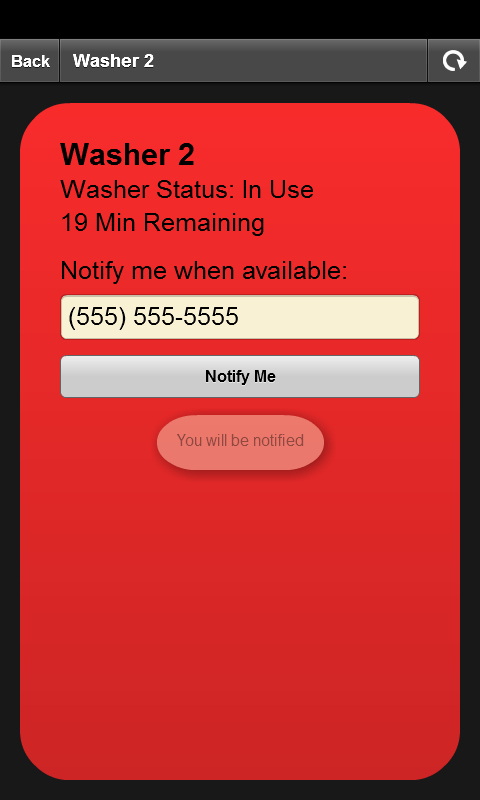 Back
Washer 2
Washer 2
Washer Status: In Use
19 Min Remaining
Notify me when available:
(555) 555-5555
Notify Me
You will be notified